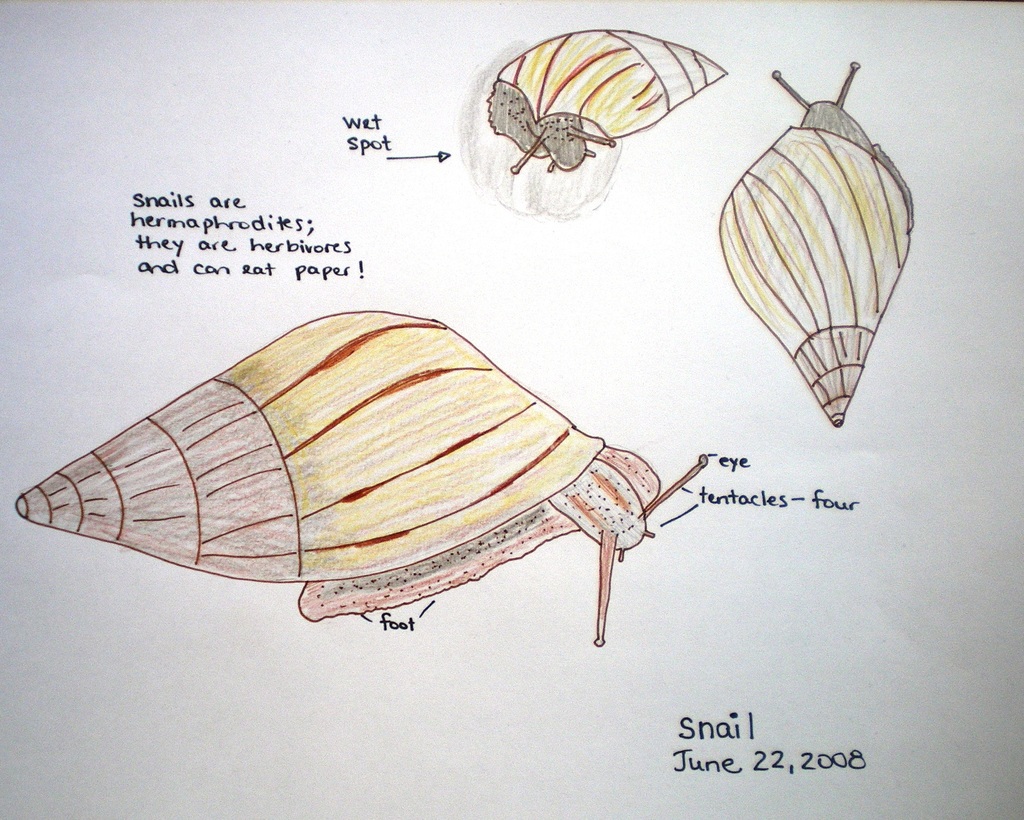 wet
spot
Snails are
hermaphrodites;
they are herbivores
and can eat paper!
eye
tentacles - four
foot
Snail
June 22, 2008